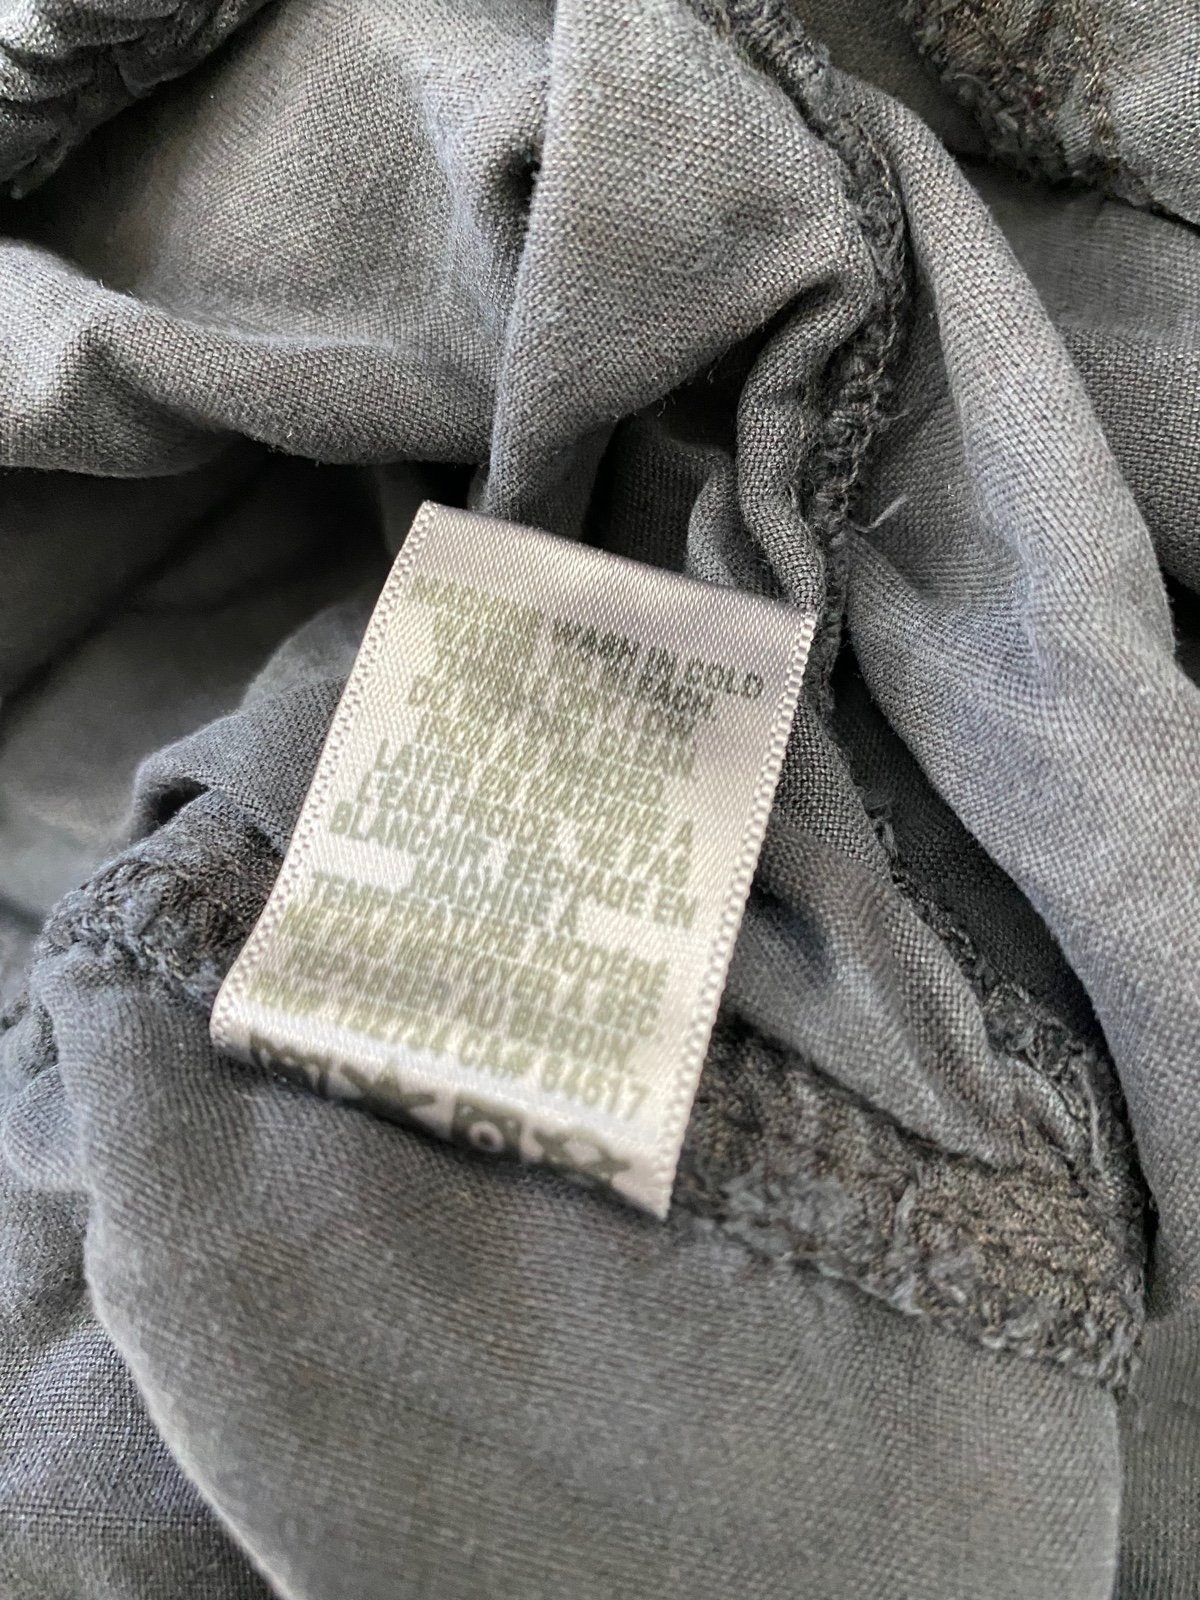 MACHINE WASH IN COLD
WATER. NO BLEACH.
TUMBLE DRY LOW.
DO NOT DRY CLEAN.
IRON AS NEEDED.
LAVER EN MACHINE A
L'EAU FROIDE. NE PAS
BLANCHIR. SECHAGE EN
MACHINE A
TEMPERATURE MODERE
NE PAS NETTOYER A SEC
REPASSER AU BESOIN
CA#